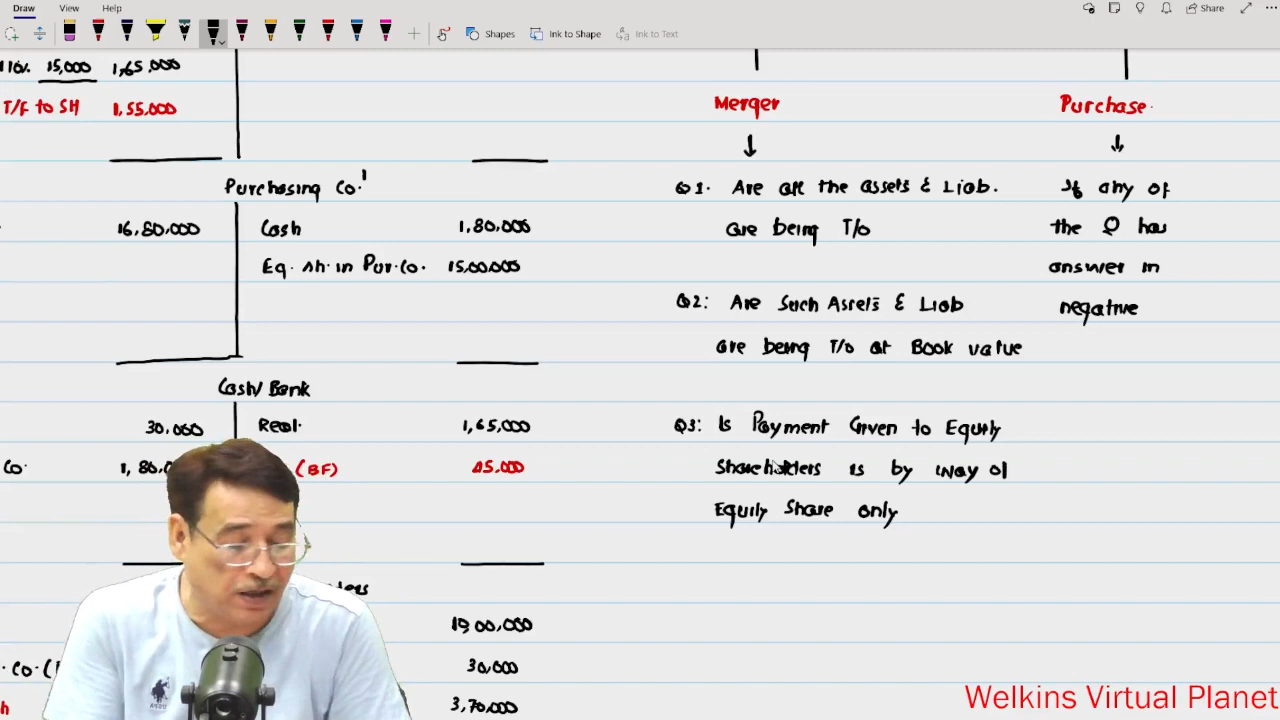 Draw View Help
Share
Shapes Ink to Shape Ink to Text
110% 15,000 1,65,000
T/F to SH 1,55,000
Merger Purchase
Purchasing Co.'
16,80,000 Cash 1,80,000
Eq. sh. in Pur. Co. 15,00,000
Q1. Are all the assets & Liab.
are being T/o
Q2: Are Such Assets & Liab
are being T/o at Book value
Q3: Is Payment Given to Equity
Shareholders is by way of
Equity Share only
If any of
the Q has
answer in
negative
Cash/Bank
30,000 Real. 1,65,000
Co. (BF) 45,000
19,00,000
Co. 30,000
3,70,000
Welkins Virtual Planet